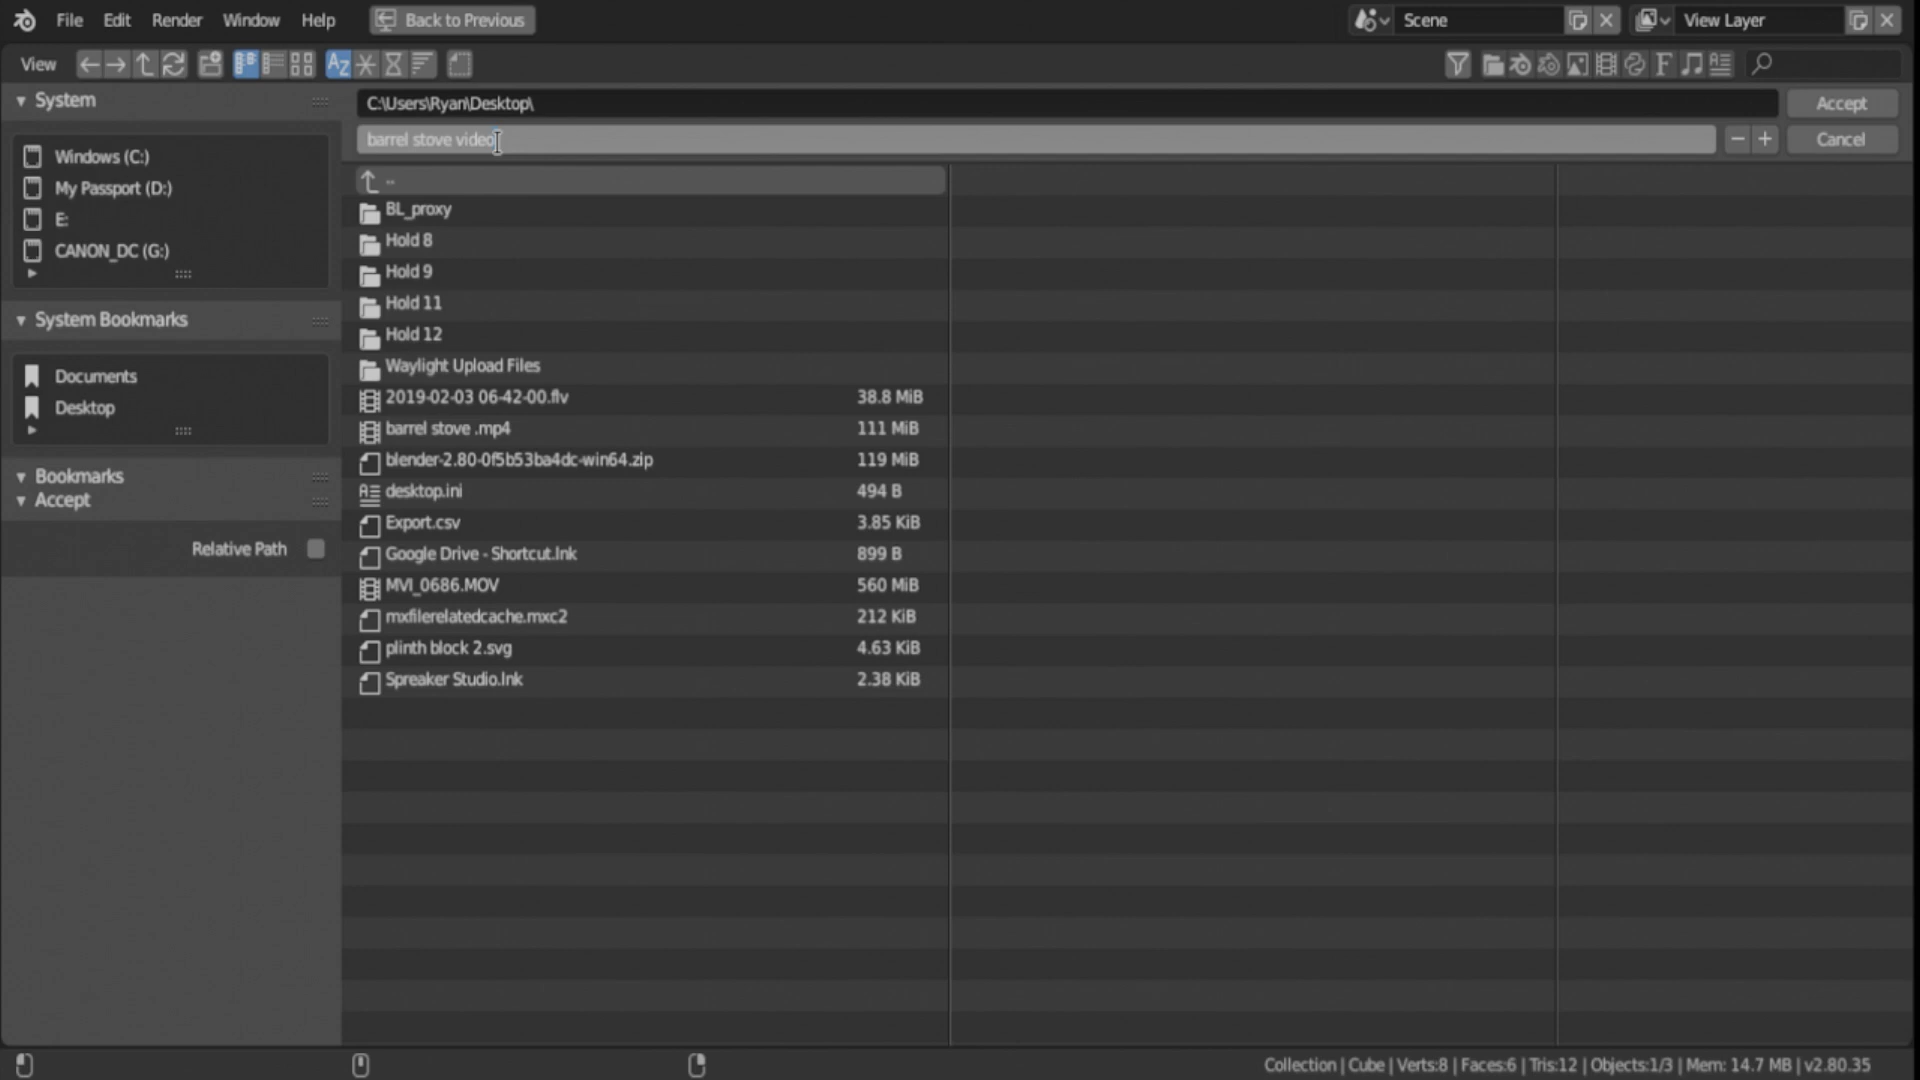 File Edit Render Window Help Back to Previous Scene View Layer
View
System
C:\Users\Ryan\Desktop\ Accept
barrel stove video Cancel
Windows (C:)
My Passport (D:)
E:
CANON_DC (G:)
System Bookmarks
Documents
Desktop
Bookmarks
Accept
Relative Path
..
BL_proxy
Hold 8
Hold 9
Hold 11
Hold 12
Waylight Upload Files
2019-02-03 06-42-00.flv 38.8 MiB
barrel stove .mp4 111 MiB
blender-2.80-0f5b53ba4dc-win64.zip 119 MiB
desktop.ini 494 B
Export.csv 3.85 KiB
Google Drive - Shortcut.lnk 899 B
MVI_0686.MOV 560 MiB
mxfilerelatedcache.mxc2 212 KiB
plinth block 2.svg 4.63 KiB
Spreaker Studio.lnk 2.38 KiB
Collection | Cube | Verts:8 | Faces:6 | Tris:12 | Objects:1/3 | Mem: 14.7 MB | v2.80.35